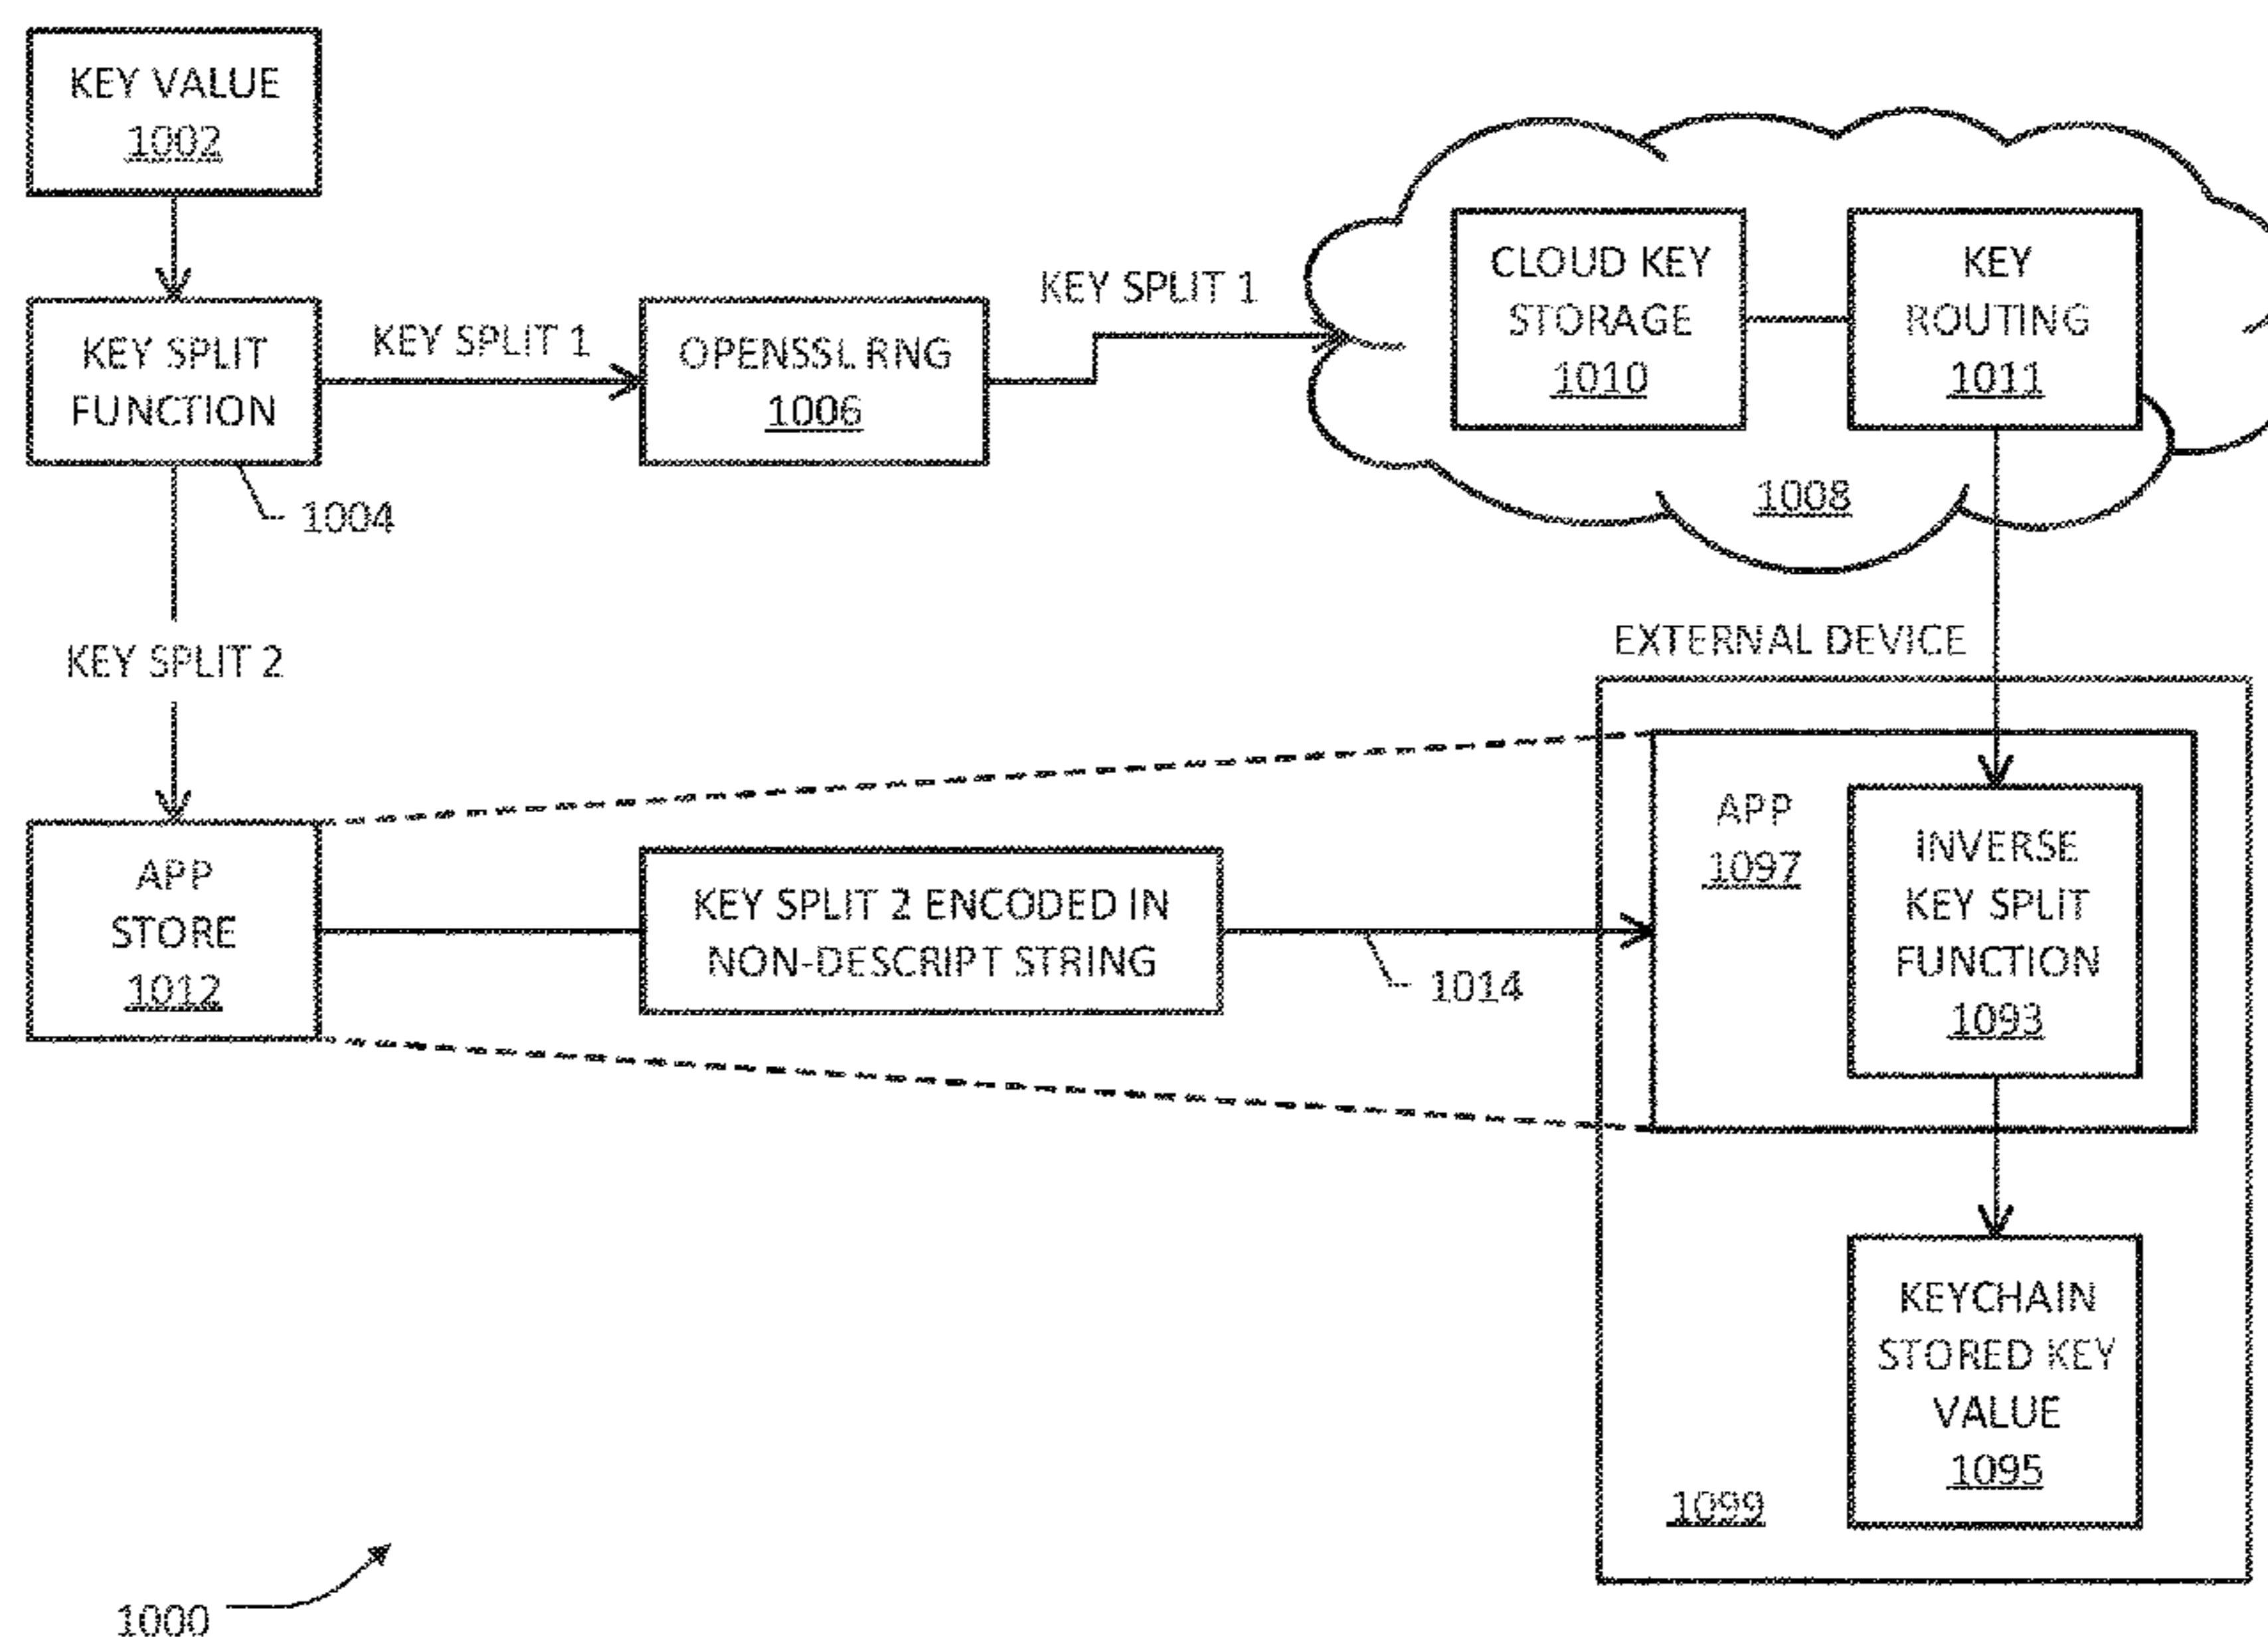 KEY VALUE
1002
KEY SPLIT
FUNCTION
1004
KEY SPLIT 1
OPENSSL RNG
1006
KEY SPLIT 1
CLOUD KEY
STORAGE
1010
KEY
ROUTING
1011
1008
KEY SPLIT 2
EXTERNAL DEVICE
APP
STORE
1012
KEY SPLIT 2 ENCODED IN
NON-DESCRIPT STRING
1014
APP
1097
INVERSE
KEY SPLIT
FUNCTION
1093
KEYCHAIN
STORED KEY
VALUE
1095
1099
1000